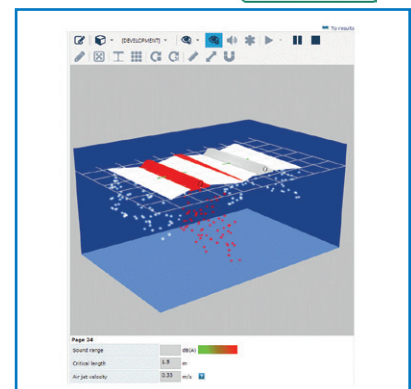 To results
(DEVELOPMENT)
Page 34
Sound range dB(A)
Critical length 1.5 m
Air jet velocity 0.33 m/s